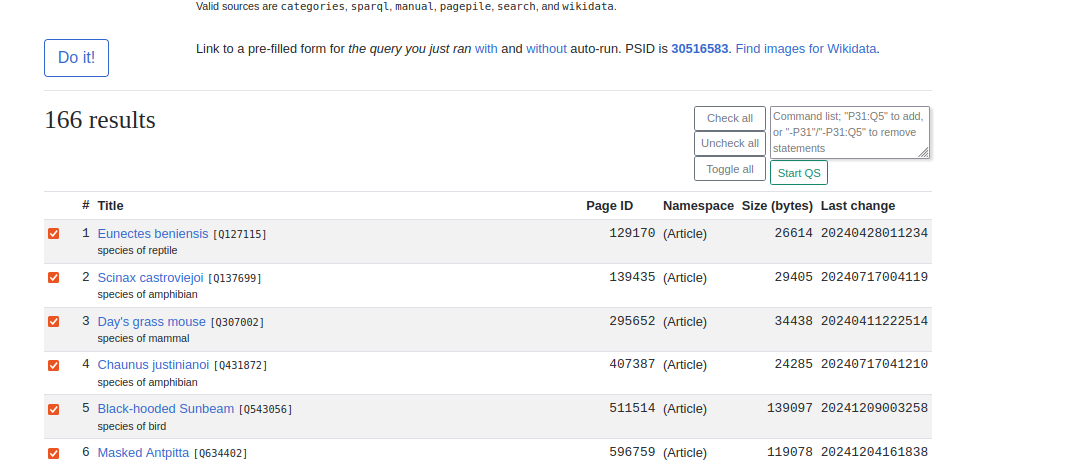 Valid sources are categories, sparql, manual, pagepile, search, and wikidata.
Do it!
Link to a pre-filled form for the query you just ran with and without auto-run. PSID is 30516583. Find images for Wikidata.
166 results
Check all
Uncheck all
Toggle all
Command list; "P31:Q5" to add,
or "-P31"/"-P31:Q5" to remove
statements
Start QS
# Title Page ID Namespace Size (bytes) Last change
1 Eunectes beniensis [Q127115] 129170 (Article) 26614 20240428011234
species of reptile
2 Scinax castroviejoi [Q137699] 139435 (Article) 29405 20240717004119
species of amphibian
3 Day's grass mouse [Q307002] 295652 (Article) 34438 20240411222514
species of mammal
4 Chaunus justinianoi [Q431872] 407387 (Article) 24285 20240717041210
species of amphibian
5 Black-hooded Sunbeam [Q543056] 511514 (Article) 139097 20241209003258
species of bird
6 Masked Antpitta [Q634402] 596759 (Article) 119078 20241204161838